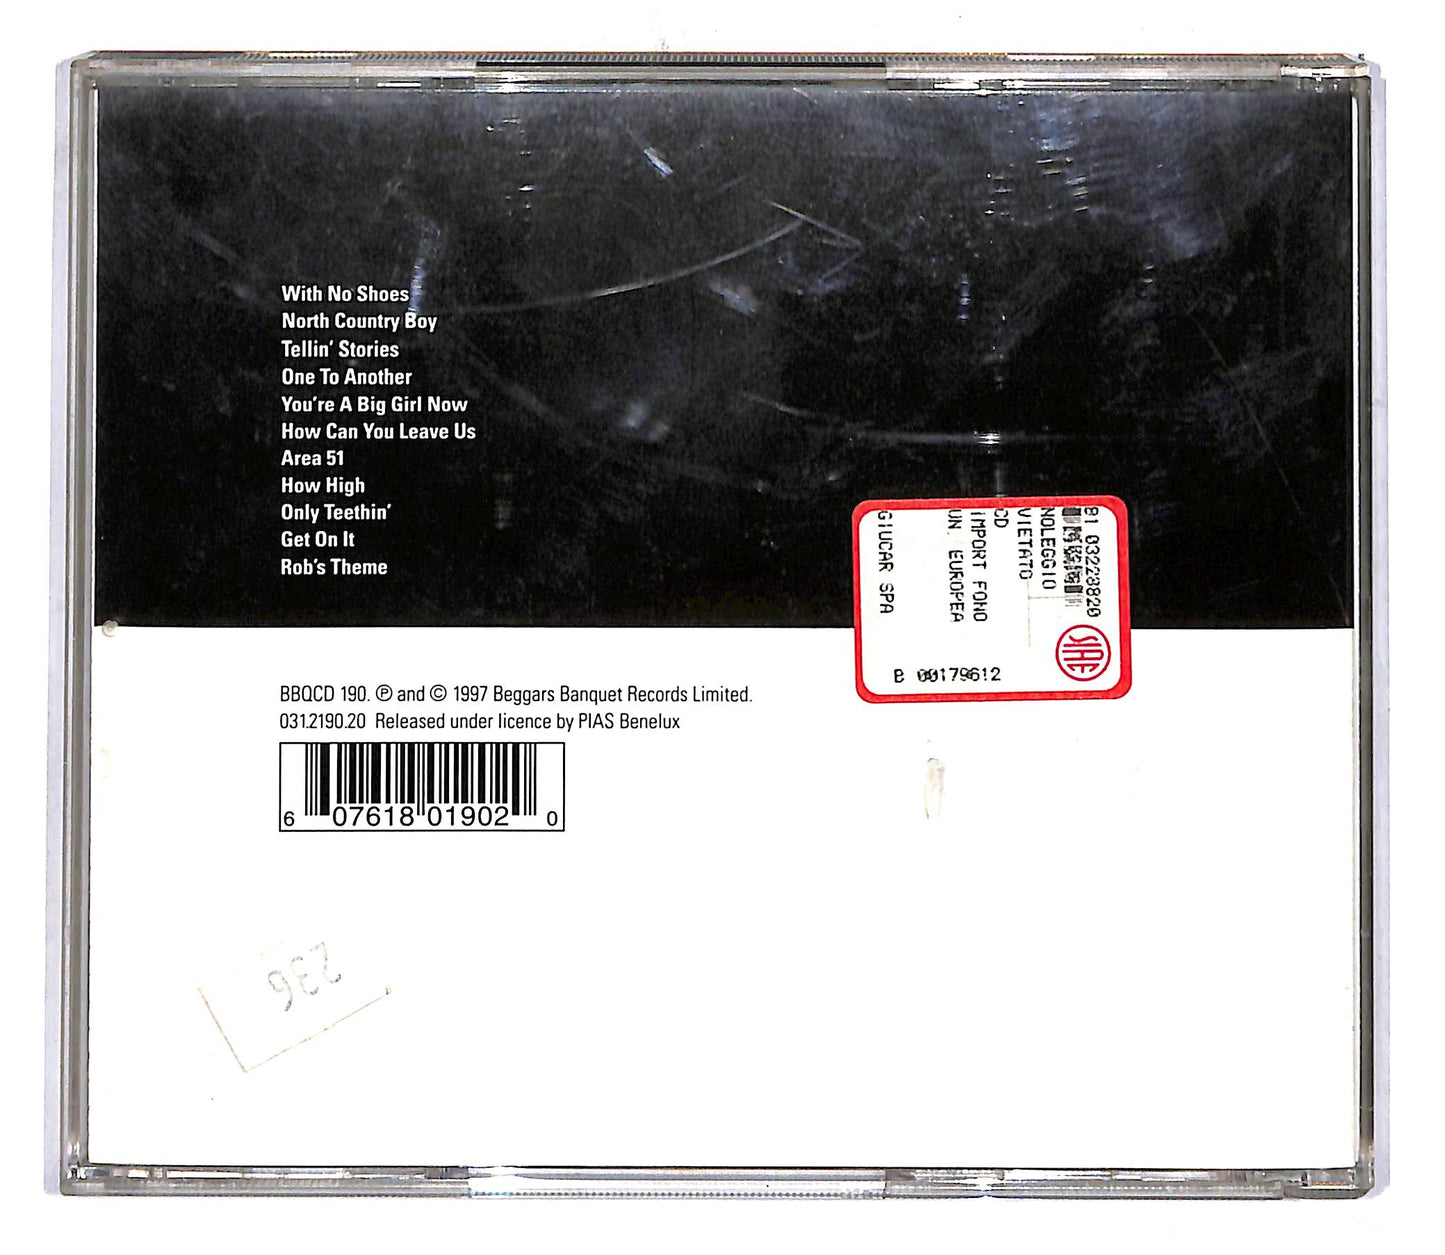 With No Shoes
North Country Boy
Tellin' Stories
One To Another
You're A Big Girl Now
How Can You Leave Us
Area 51
How High
Only Teethin'
Get On It
Rob's Theme
81 03228820
NOLEGGIO
VIETATO
CD
IMPORT FONO
UN. EUROPEA
GIUCAR SPA
SIAE
B 00179612
BBQCD 190. ℗ and © 1997 Beggars Banquet Records Limited.
031.2190.20 Released under licence by PIAS Benelux
6 07618 01902 0
236